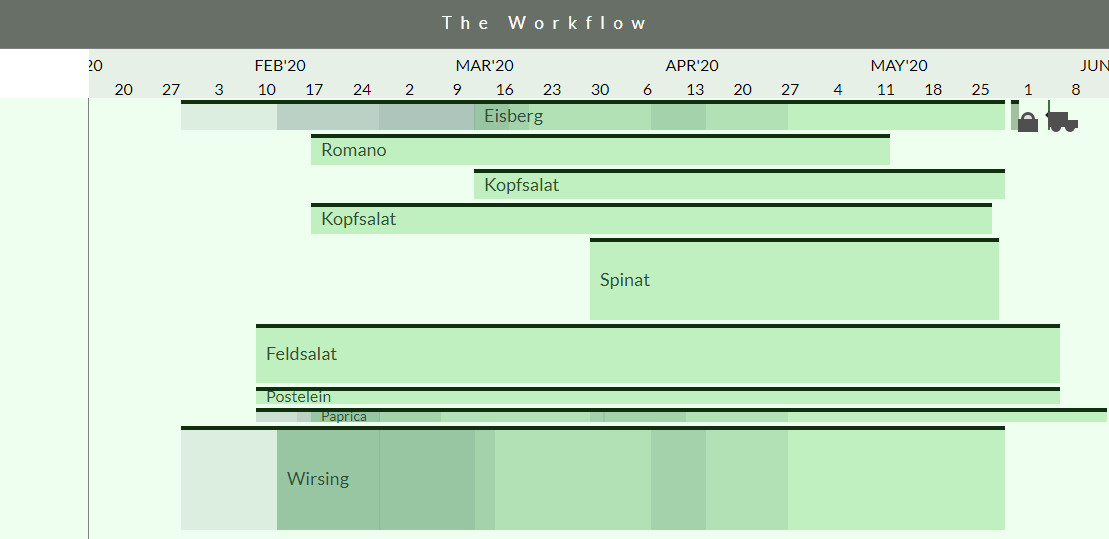 The Workflow
20 FEB'20 MAR'20 APR'20 MAY'20 JUN
20 27 3 10 17 24 2 9 16 23 30 6 13 20 27 4 11 18 25 1 8
Eisberg
Romano
Kopfsalat
Kopfsalat
Spinat
Feldsalat
Postelein
Paprica
Wirsing